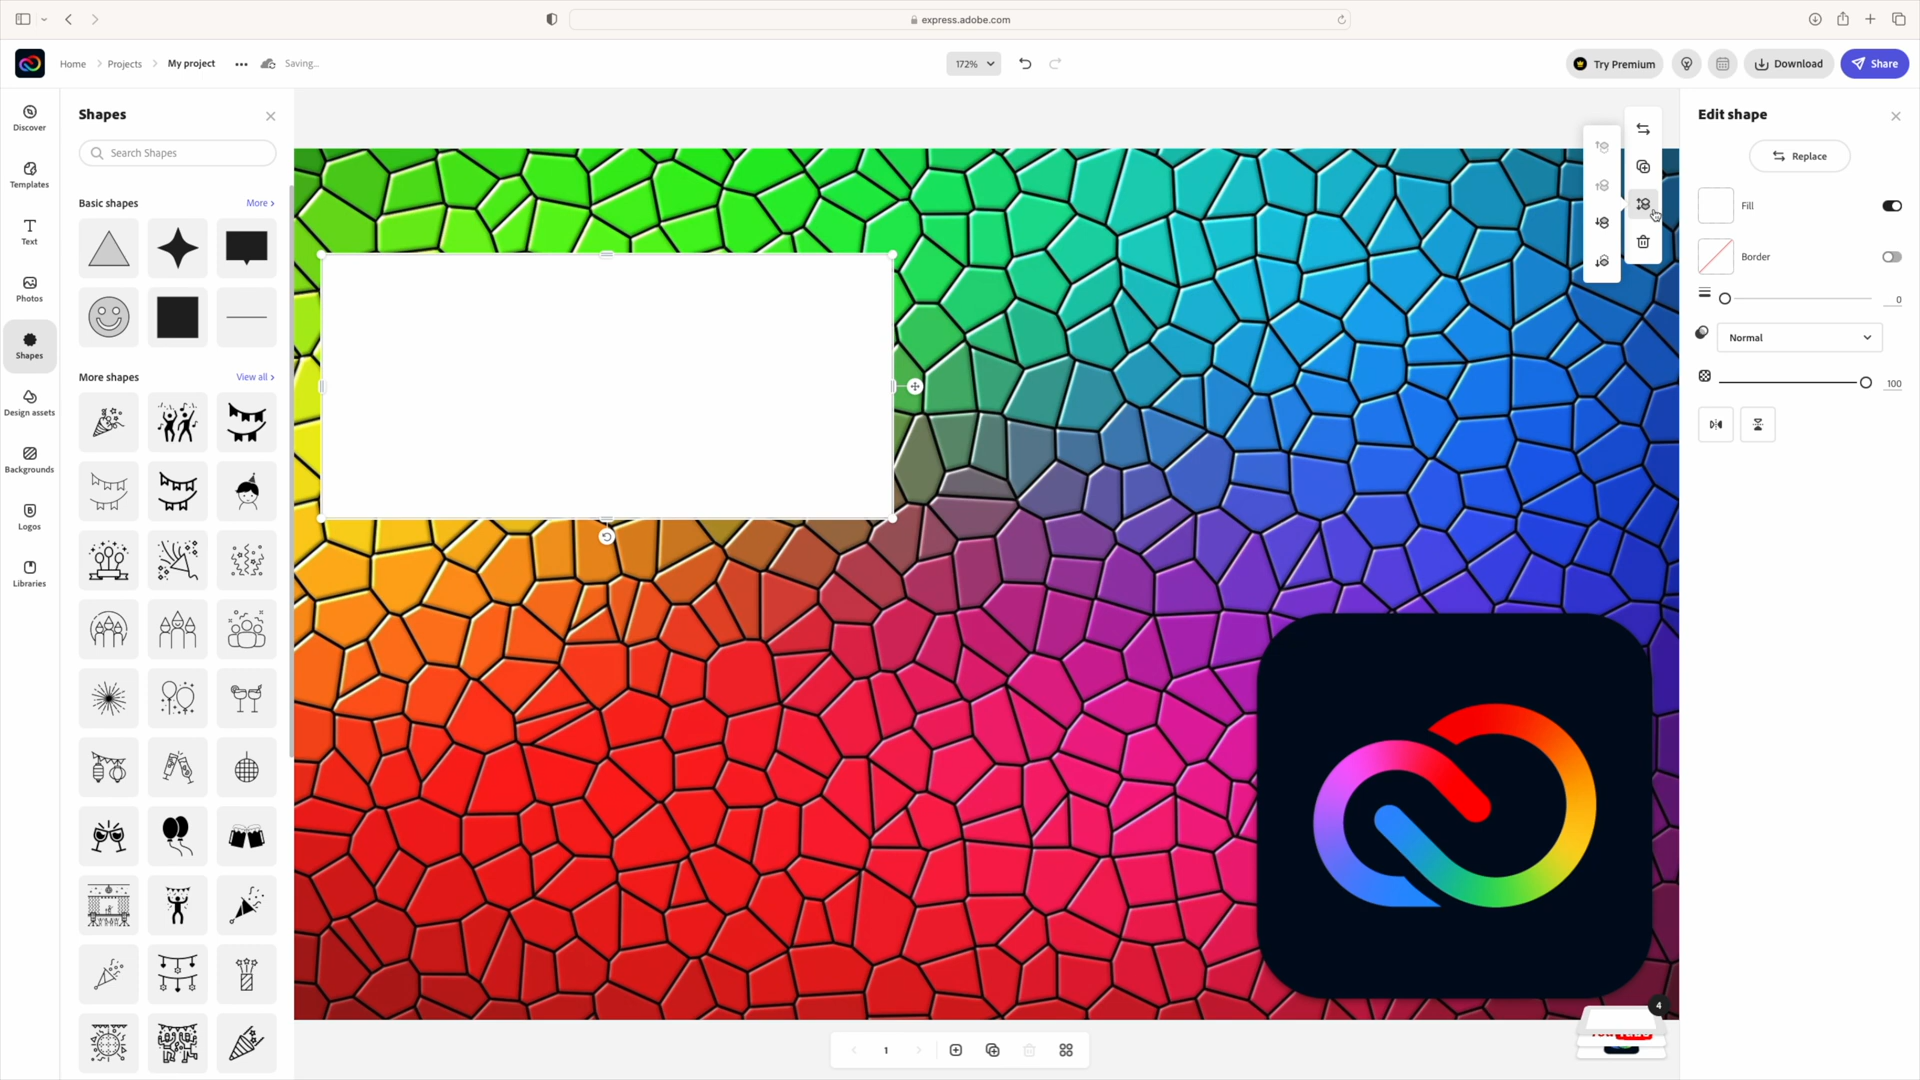 express.adobe.com
Home
Projects
My project
Saving...
172%
Try Premium
Download
Share
Discover
Templates
Text
Photos
Shapes
Design assets
Backgrounds
Logos
Libraries
Shapes
Search Shapes
Basic shapes
More
More shapes
View all
Edit shape
Replace
Fill
Border
0
Normal
100
1
4